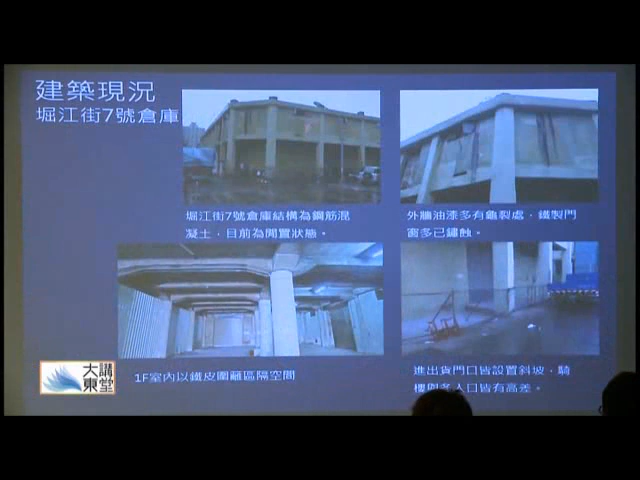 建築現況
堀江街7號倉庫
堀江街7號倉庫結構為鋼筋混
凝土，目前為閒置狀態。
外牆油漆多有龜裂處，鐵製門
窗多已鏽蝕。
1F室內以鐵皮圍籬區隔空間
進出貨門口皆設置斜坡，騎
樓與各入口皆有高差。
大東
講堂